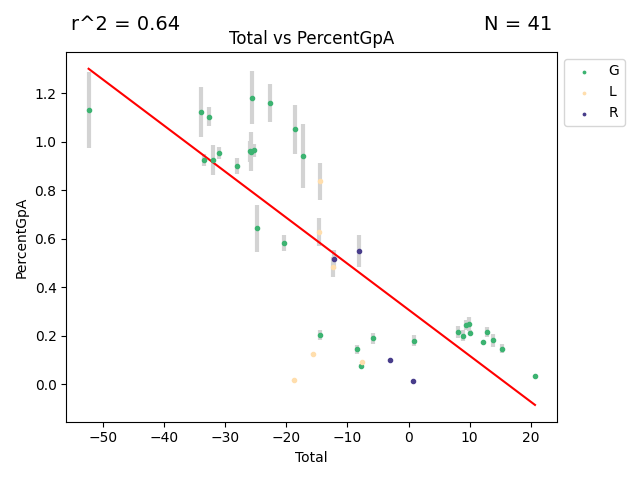 r^2 = 0.64
N = 41
Total vs PercentGpA
G
L
R
PercentGpA
1.2
1.0
0.8
0.6
0.4
0.2
0.0
−50
−40
−30
−20
−10
0
10
20
Total